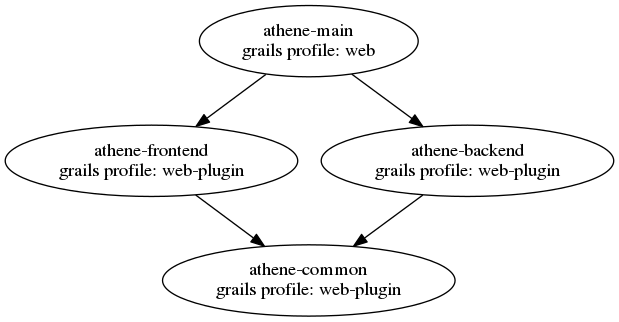 athene-main
grails profile: web
athene-frontend
grails profile: web-plugin
athene-backend
grails profile: web-plugin
athene-common
grails profile: web-plugin